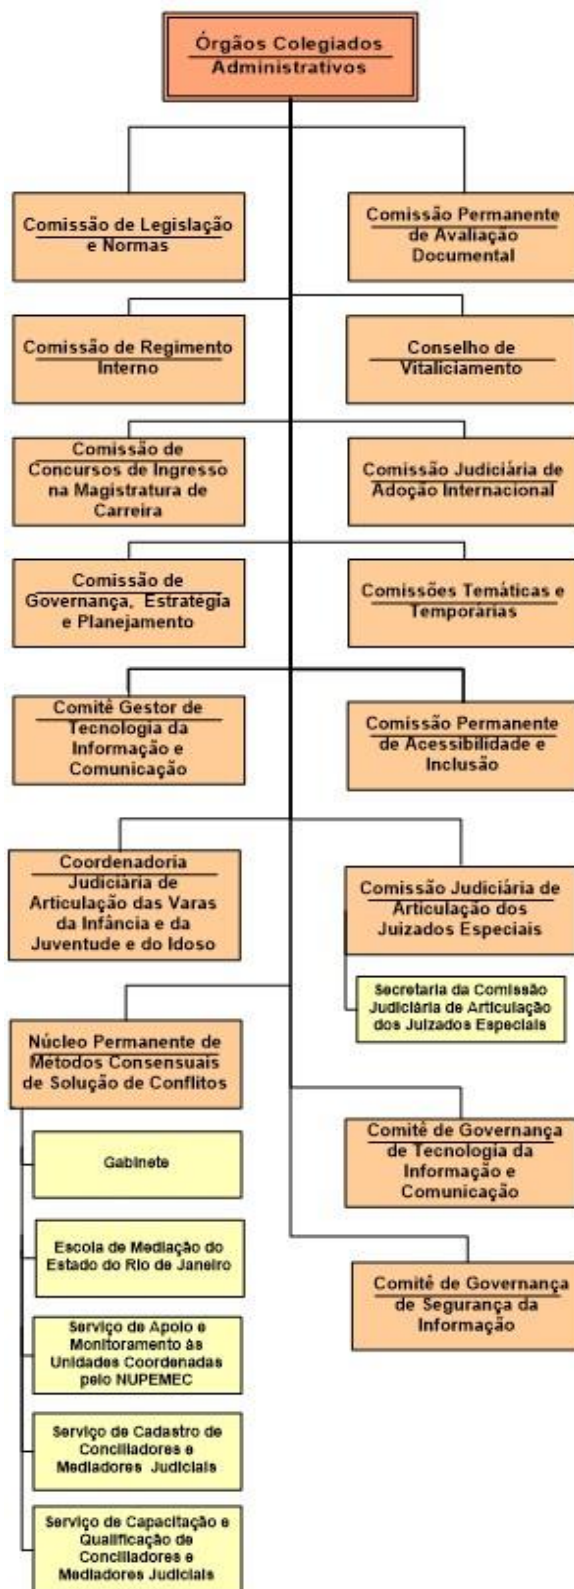 Órgãos Colegiados
Administrativos
Comissão de Legislação
e Normas
Comissão Permanente
de Avaliação
Documental
Comissão de Regimento
Interno
Conselho de
Vitaliciamento
Comissão de
Concursos de Ingresso
na Magistratura de
Carreira
Comissão Judiciária de
Adoção Internacional
Comissão de
Governança, Estratégia
e Planejamento
Comissões Temáticas e
Temporárias
Comitê Gestor de
Tecnologia da
Informação e
Comunicação
Comissão Permanente
de Acessibilidade e
Inclusão
Coordenadoria
Judiciária de
Articulação das Varas
da Infância e da
Juventude e do Idoso
Comissão Judiciária de
Articulação dos
Juizados Especiais
Secretaria da Comissão
Judiciária de Articulação
dos Juizados Especiais
Núcleo Permanente de
Métodos Consensuais
de Solução de Conflitos
Gabinete
Escola de Mediação do
Estado do Rio de Janeiro
Serviço de Apoio e
Monitoramento às
Unidades Coordenadas
pelo NUPEMEC
Serviço de Cadastro de
Conciliadores e
Mediadores Judiciais
Serviço de Capacitação e
Qualificação de
Conciliadores e
Mediadores Judiciais
Comitê de Governança
de Tecnologia da
Informação e
Comunicação
Comitê de Governança
de Segurança da
Informação